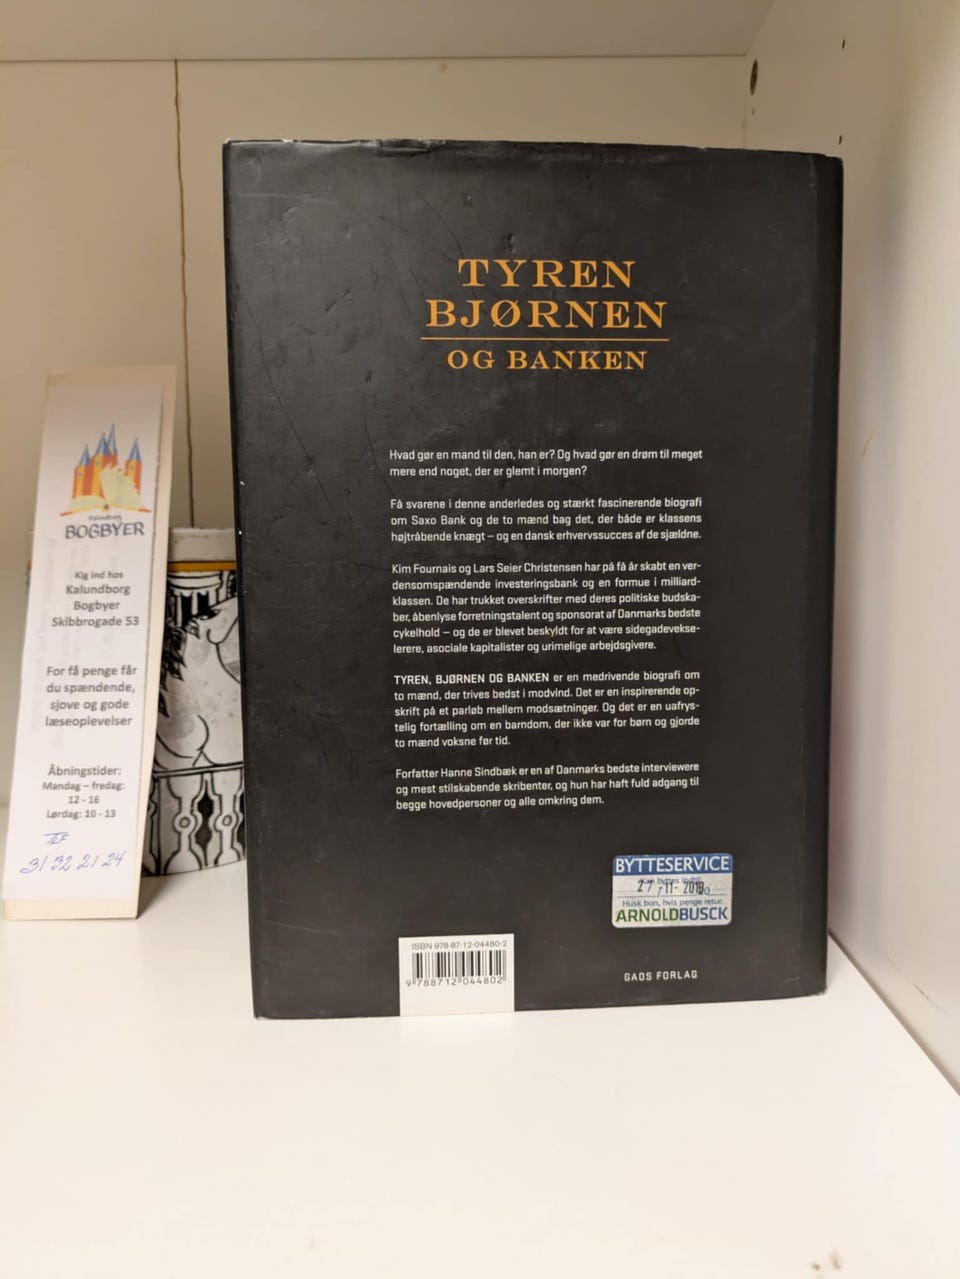 TYREN
BJØRNEN
OG BANKEN
Hvad gør en mand til den, han er? Og hvad gør en drøm til meget
mere end noget, der er glemt i morgen?
Få svarene i denne anderledes og stærkt fascinerende biografi
om Saxo Bank og de to mænd bag det, der både er klassens
højtråbende knægt – og en dansk erhvervssucces af de sjældne.
Kim Fournais og Lars Seier Christensen har på få år skabt en ver-
densomspændende investeringsbank og en formue i milliard-
klassen. De har trukket overskrifter med deres politiske budska-
ber, åbenlyse forretningstalent og sponsorat af Danmarks bedste
cykelhold – og de er blevet beskyldt for at være sidegadevekse-
lerere, asociale kapitalister og urimelige arbejdsgivere.
TYREN, BJØRNEN OG BANKEN er en medrivende biografi om
to mænd, der trives bedst i modvind. Det er en inspirerende op-
skrift på et parløb mellem modsætninger. Og det er en uafrys-
telig fortælling om en barndom, der ikke var for børn og gjorde
to mænd voksne før tid.
Forfatter Hanne Sindbæk er en af Danmarks bedste interviewere
og mest stilskabende skribenter, og hun har haft fuld adgang til
begge hovedpersoner og alle omkring dem.
BYTTESERVICE
Kan byttes indtil:
27 -11- 20
Husk bon, hvis penge retur.
ARNOLDBUSCK
ISBN 978-87-12-04480-2
9 788712 044802
GADS FORLAG
Kalundborg
BOGBYER
Kig ind hos
Kalundborg
Bogbyer
Skibbrogade 53
For få penge får
du spændende,
sjove og gode
læseoplevelser
Åbningstider:
Mandag – fredag:
12 - 16
Lørdag: 10 - 13
TLF
31 32 21 24